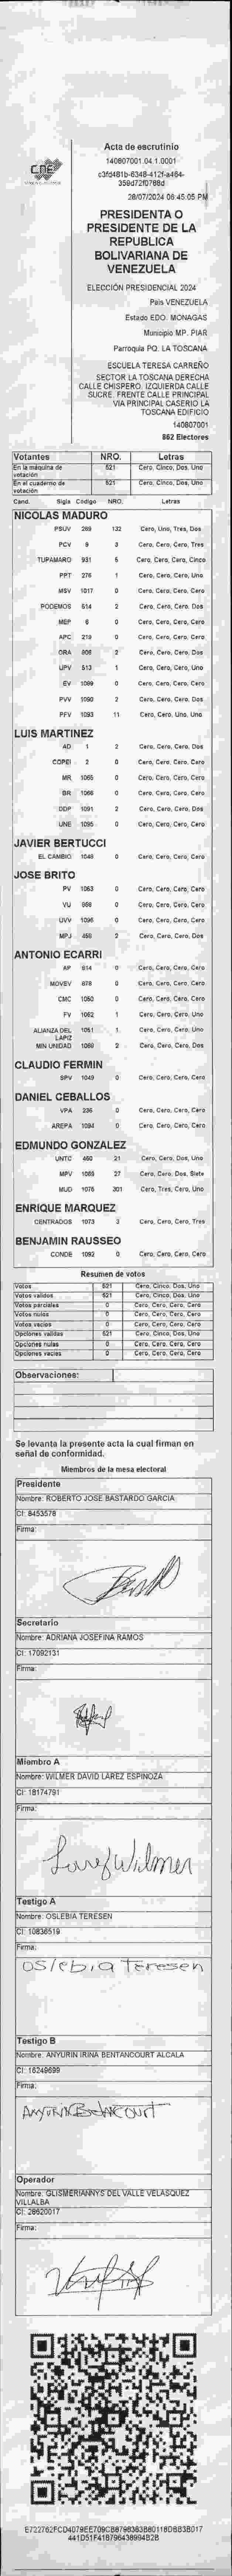 CNE
Acta de escrutinio
140807001.04.1.0001
28/07/2024 06:45:05 PM
PRESIDENTA O
PRESIDENTE DE LA
REPUBLICA
BOLIVARIANA DE
VENEZUELA
ELECCIÓN PRESIDENCIAL 2024
País VENEZUELA
Estado EDO. MONAGAS
Municipio MP. PIAR
Parroquia PQ. LA TOSCANA
ESCUELA TERESA CARREÑO
SECTOR LA TOSCANA DERECHA
CALLE CHISPERO. IZQUIERDA CALLE
SUCRE. FRENTE CALLE PRINCIPAL
VIA PRINCIPAL CASERIO LA
TOSCANA EDIFICIO
140807001
862 Electores
Votantes NRO. Letras
En la máquina de votación 521 Cero, Cinco, Dos, Uno
En el cuaderno de votación 521 Cero, Cinco, Dos, Uno
Cand. Sigla Código NRO. Letras
NICOLAS MADURO
PSUV 269 132 Cero, Uno, Tres, Dos
PCV 9 3 Cero, Cero, Cero, Tres
TUPAMARO 931 5 Cero, Cero, Cero, Cinco
PPT 276 1 Cero, Cero, Cero, Uno
MSV 1017 0 Cero, Cero, Cero, Cero
PODEMOS 514 2 Cero, Cero, Cero, Dos
MEP 6 0 Cero, Cero, Cero, Cero
APC 219 0 Cero, Cero, Cero, Cero
ORA 806 2 Cero, Cero, Cero, Dos
UPV 513 1 Cero, Cero, Cero, Uno
EV 1099 0 Cero, Cero, Cero, Cero
PVV 1090 2 Cero, Cero, Cero, Dos
PFV 1093 11 Cero, Cero, Uno, Uno
LUIS MARTINEZ
AD 1 2 Cero, Cero, Cero, Dos
COPEI 2 0 Cero, Cero, Cero, Cero
MR 1065 0 Cero, Cero, Cero, Cero
BR 1066 0 Cero, Cero, Cero, Cero
DDP 1091 2 Cero, Cero, Cero, Dos
UNE 1095 0 Cero, Cero, Cero, Cero
JAVIER BERTUCCI
EL CAMBIO 1048 0 Cero, Cero, Cero, Cero
JOSE BRITO
PV 1053 0 Cero, Cero, Cero, Cero
VU 958 0 Cero, Cero, Cero, Cero
UVV 1096 0 Cero, Cero, Cero, Cero
MPJ 450 2 Cero, Cero, Cero, Dos
ANTONIO ECARRI
AP 914 0 Cero, Cero, Cero, Cero
MOVEV 878 0 Cero, Cero, Cero, Cero
CMC 1050 0 Cero, Cero, Cero, Cero
FV 1052 1 Cero, Cero, Cero, Uno
ALIANZA DEL LAPIZ 1051 1 Cero, Cero, Cero, Uno
MIN UNIDAD 1089 2 Cero, Cero, Cero, Dos
CLAUDIO FERMIN
SPV 1049 0 Cero, Cero, Cero, Cero
DANIEL CEBALLOS
VPA 236 0 Cero, Cero, Cero, Cero
AREPA 1094 0 Cero, Cero, Cero, Cero
EDMUNDO GONZALEZ
UNTC 460 21 Cero, Cero, Dos, Uno
MPV 1089 27 Cero, Cero, Dos, Siete
MUD 1076 301 Cero, Tres, Cero, Uno
ENRIQUE MARQUEZ
CENTRADOS 1073 3 Cero, Cero, Cero, Tres
BENJAMIN RAUSSEO
CONDE 1092 0 Cero, Cero, Cero, Cero
Resumen de votos
Votos 521 Cero, Cinco, Dos, Uno
Votos validos 521 Cero, Cinco, Dos, Uno
Votos parciales 0 Cero, Cero, Cero, Cero
Votos nulos 0 Cero, Cero, Cero, Cero
Votos vacios 0 Cero, Cero, Cero, Cero
Opciones validas 521 Cero, Cinco, Dos, Uno
Opciones nulas 0 Cero, Cero, Cero, Cero
Opciones vacias 0 Cero, Cero, Cero, Cero
Observaciones:
Se levanta la presente acta la cual firman en
señal de conformidad.
Miembros de la mesa electoral
Presidente
Nombre: ROBERTO JOSE BASTARDO GARCIA
CI: 8453578
Firma:
Secretario
Nombre: ADRIANA JOSEFINA RAMOS
CI: 17092131
Firma:
Miembro A
Nombre: WILMER DAVID LAREZ ESPINOZA
CI: 18174791
Firma:
Larez Wilmer
Testigo A
Nombre: OSLEBIA TERESEN
CI: 10836519
Firma:
Oslebia Teresen
Testigo B
Nombre: ANYURIN IRINA BENTANCOURT ALCALA
CI: 16249699
Firma:
Operador
Nombre: GLISMERIANNYS DEL VALLE VELASQUEZ
VILLALBA
CI: 28620017
Firma: